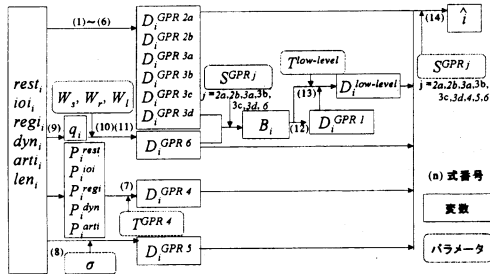 rest_i
ioi_i
regi_i
dyn_i
arti_i
len_i
(1)~(6)
D_i^GPR 2a
D_i^GPR 2b
D_i^GPR 3a
D_i^GPR 3b
D_i^GPR 3c
D_i^GPR 3d
W_s, W_r, W_l
(9)
q_i
(10)(11)
D_i^GPR 6
P_i^rest
P_i^ioi
P_i^regi
P_i^dyn
P_i^arti
(7)
D_i^GPR 4
T^GPR 4
(8)
σ
D_i^GPR 5
S^GPR j
j=2a,2b,3a,3b,
3c,3d,6
B_i
(12)
(13)
T^low-level
D_i^low-level
D_i^GPR 1
(14)
î
S^GPR j
j=2a,2b,3a,3b,
3c,3d,4,5,6
(n) 式番号
変数
パラメータ